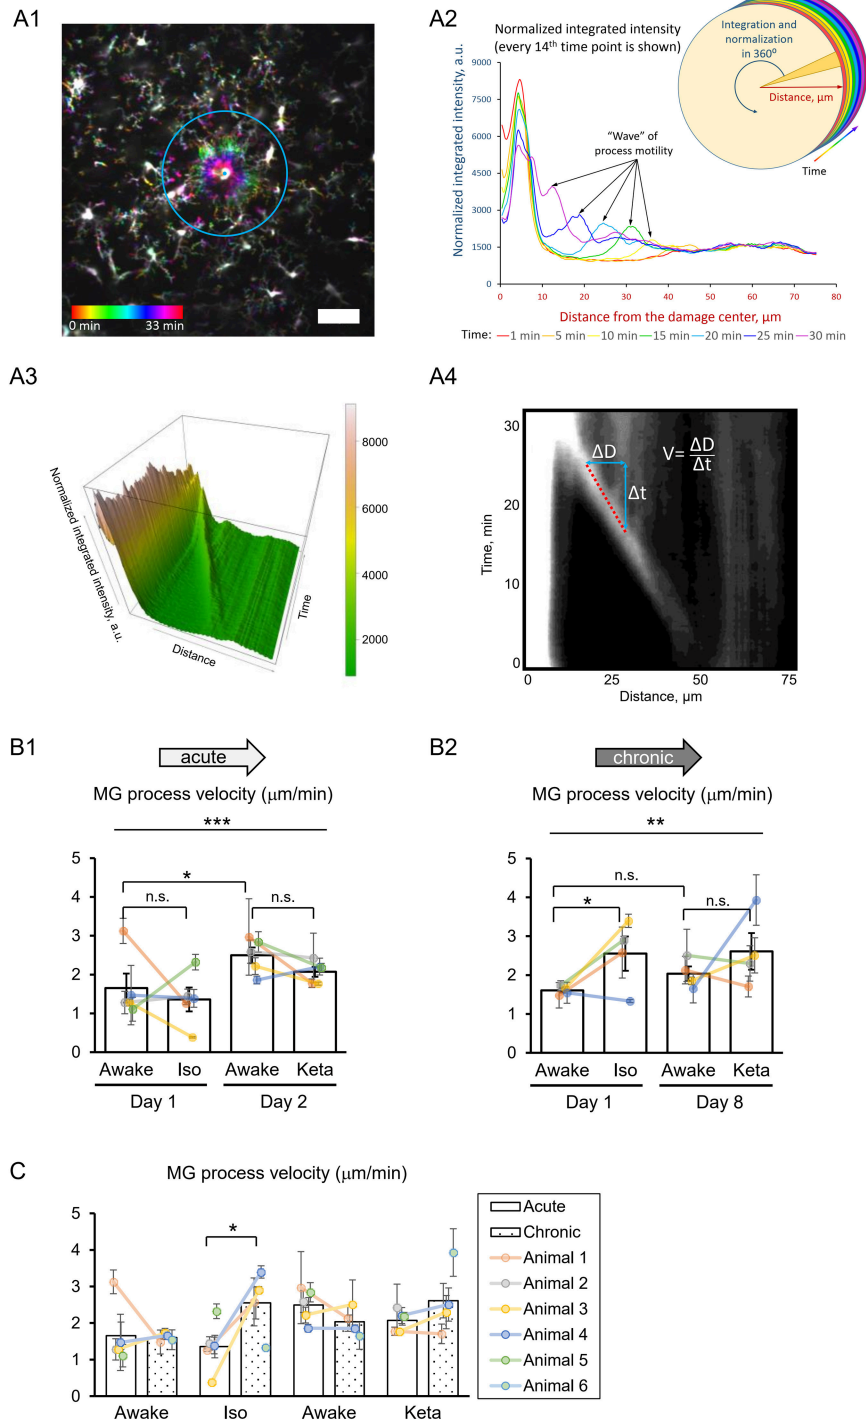 A1
0 min 33 min
A2
Normalized integrated intensity
(every 14th time point is shown)
Integration and
normalization
in 360º
Distance, μm
Time
Normalized integrated intensity, a.u.
9000
7500
6000
4500
3000
1500
0
"Wave" of
process motility
0 10 20 30 40 50 60 70 80
Distance from the damage center, μm
Time: 1 min 5 min 10 min 15 min 20 min 25 min 30 min
A3
Normalized integrated intensity, a.u.
Distance
Time
8000
6000
4000
2000
A4
Time, min
30
20
10
0
ΔD
Δt
V= ΔD
Δt
0 25 50 75
Distance, μm
B1
acute
MG process velocity (μm/min)
***
*
n.s. n.s.
5
4
3
2
1
0
Awake Iso Awake Keta
Day 1 Day 2
B2
chronic
MG process velocity (μm/min)
**
n.s.
* n.s.
5
4
3
2
1
0
Awake Iso Awake Keta
Day 1 Day 8
C
MG process velocity (μm/min)
*
5
4
3
2
1
0
Awake Iso Awake Keta
Acute
Chronic
Animal 1
Animal 2
Animal 3
Animal 4
Animal 5
Animal 6